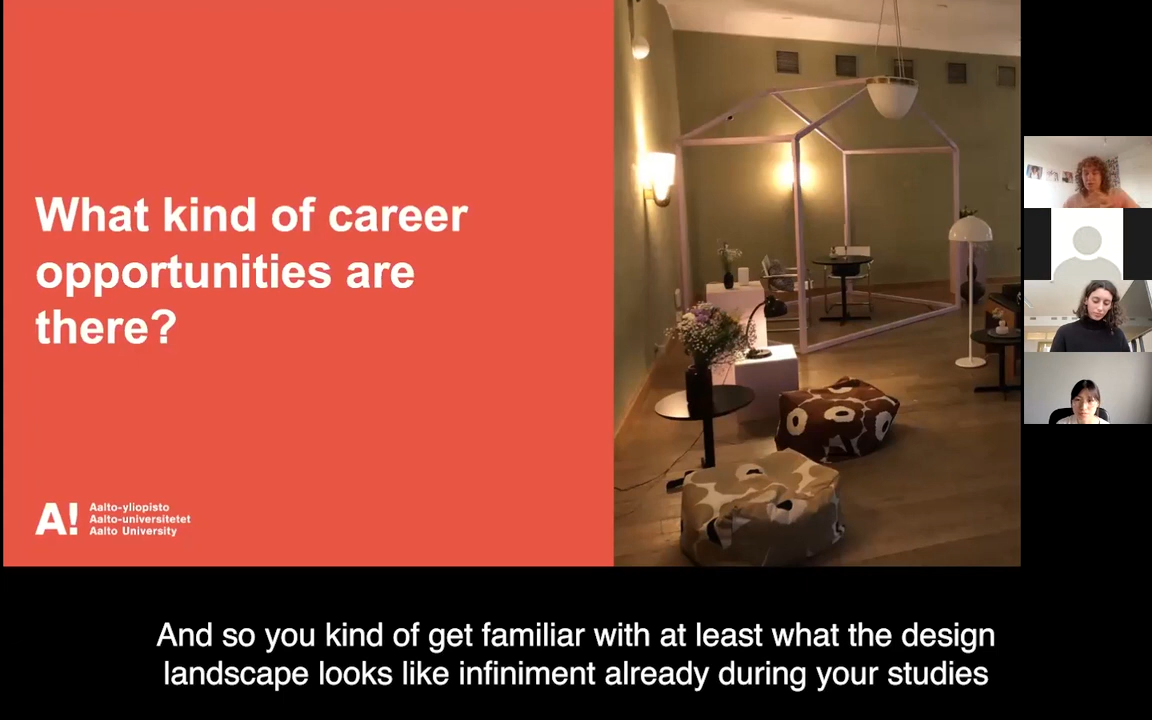 What kind of career
opportunities are
there?
A!
Aalto-yliopisto
Aalto-universitetet
Aalto University
And so you kind of get familiar with at least what the design
landscape looks like infiniment already during your studies